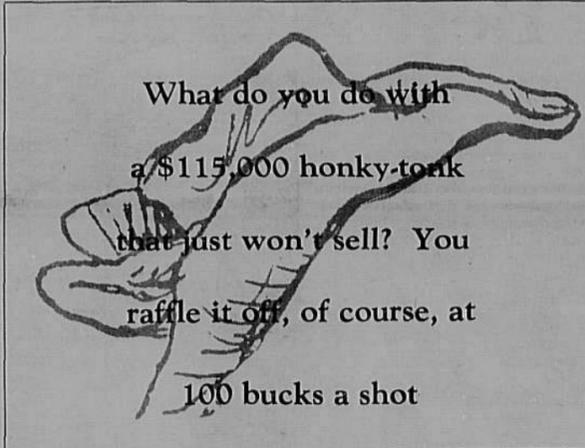 What do you do with
a $115,000 honky-tonk
that just won't sell? You
raffle it off, of course, at
100 bucks a shot